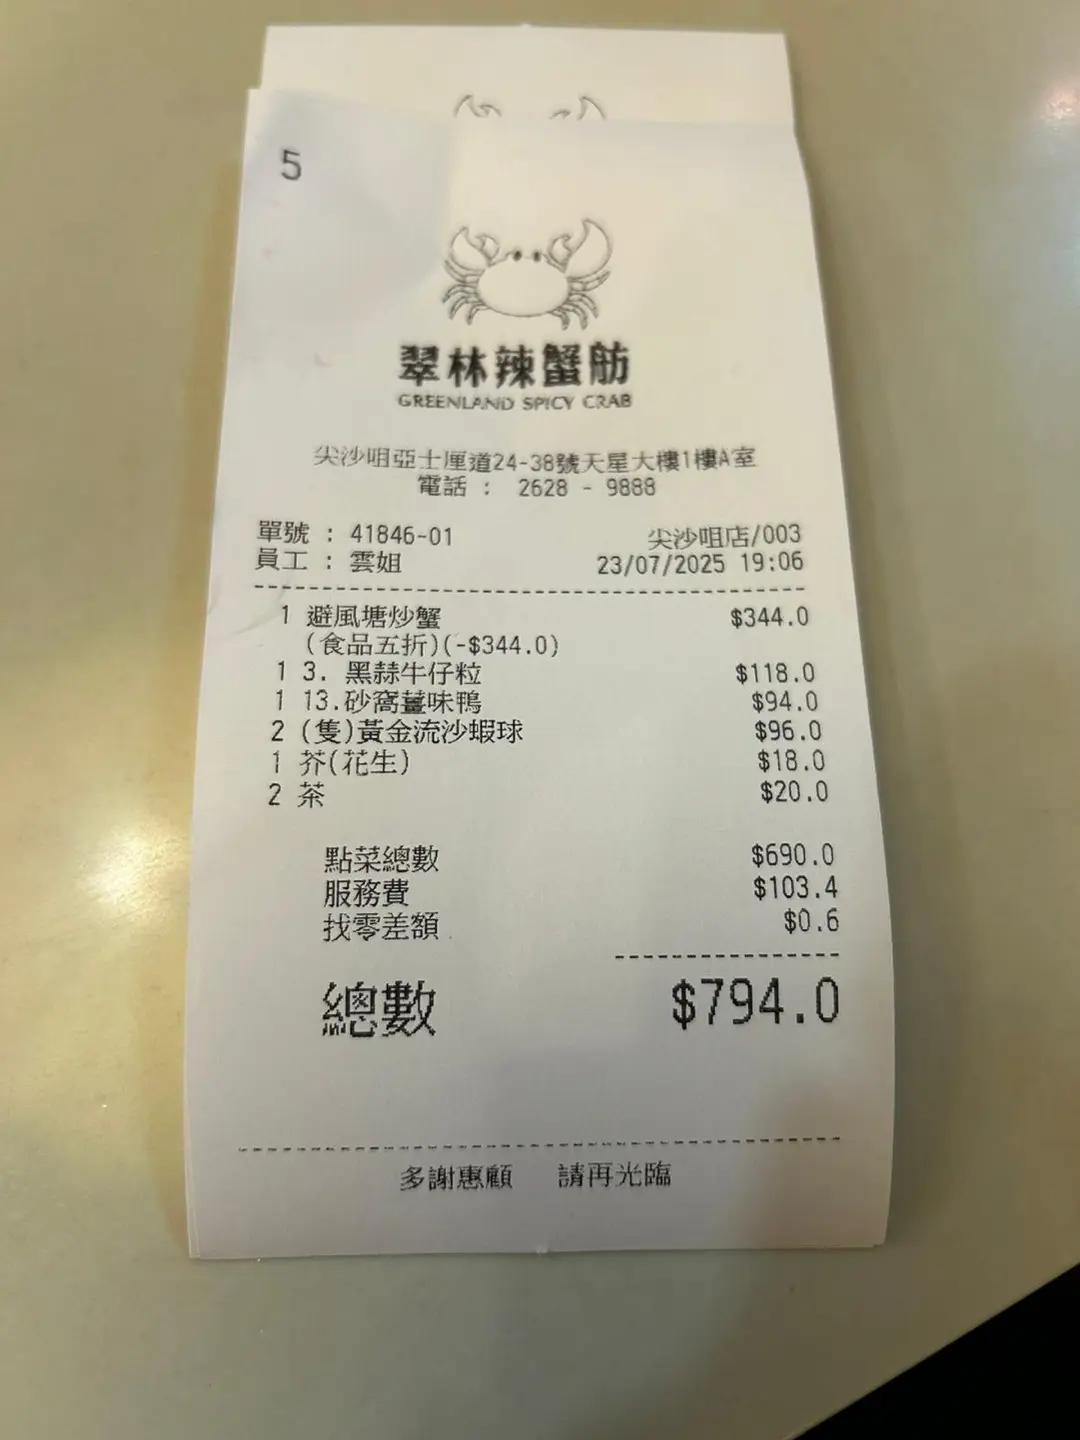 5
翠林辣蟹舫
GREENLAND SPICY CRAB
尖沙咀亞士厘道24-38號天星大樓1樓A室
電話 : 2628 - 9888
單號 : 41846-01 尖沙咀店/003
員工 : 雲姐 23/07/2025 19:06
1 避風塘炒蟹 $344.0
(食品五折)(-$344.0)
1 3. 黑蒜牛仔粒 $118.0
1 13.砂窩薑味鴨 $94.0
2 (隻)黃金流沙蝦球 $96.0
1 芥(花生) $18.0
2 茶 $20.0
點菜總數 $690.0
服務費 $103.4
找零差額 $0.6
總數 $794.0
多謝惠顧 請再光臨